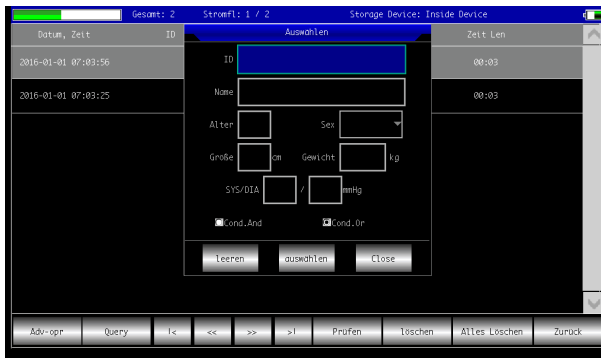 Gesamt: 2 Stromfl: 1 / 2 Storage Device: Inside Device
Datum, Zeit ID Auswahlen Zeit Len
2016-01-01 07:03:56 ID 00:03
2016-01-01 07:03:25 Name 00:03
Alter Sex
Große cm Gewicht kg
SYS/DIA / mmHg
Cond.And Cond.Or
leeren auswahlen Close
Adv-opr Query !< << >> >! Prüfen löschen Alles Löschen Zurück